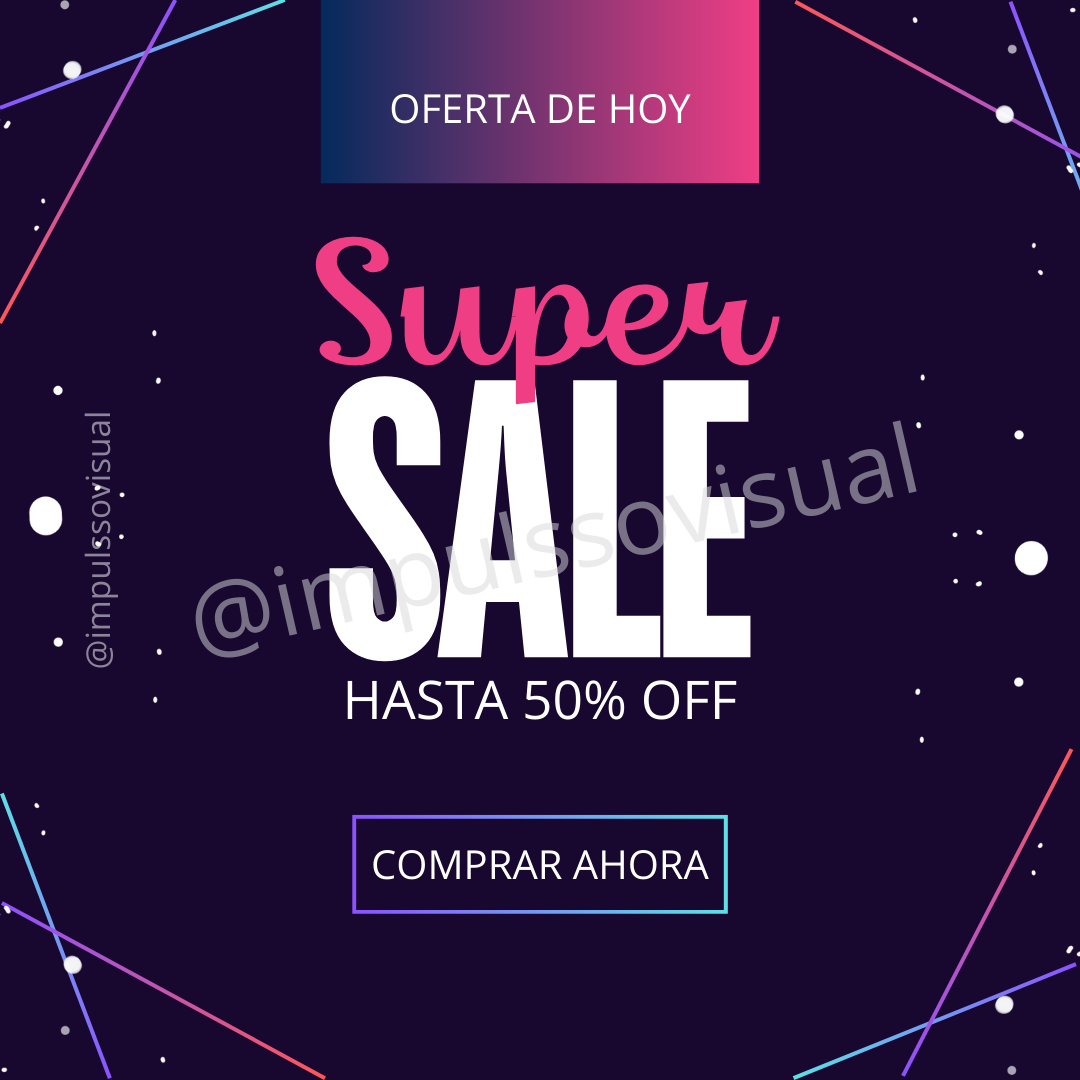 OFERTA DE HOY
Super
SALE
@impulssovisual
@impulssovisual
HASTA 50% OFF
COMPRAR AHORA